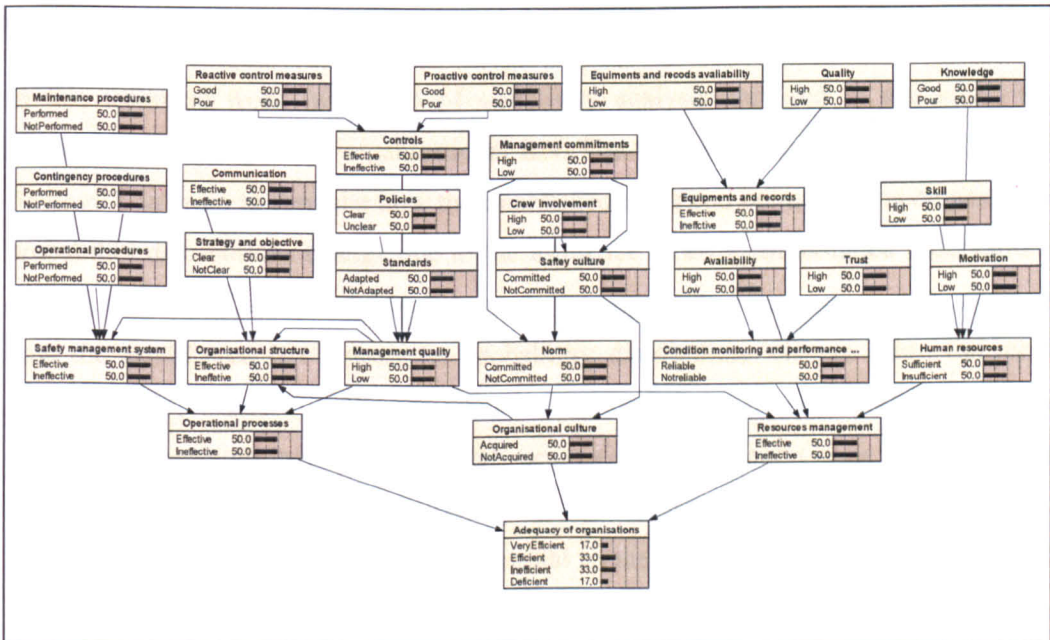 Reactive control measures
Good 50.0
Pour 50.0
Proactive control measures
Good 50.0
Pour 50.0
Equiments and recods avaliability
High 50.0
Low 50.0
Quality
High 50.0
Low 50.0
Knowledge
Good 50.0
Pour 50.0
Maintenance procedures
Performed 50.0
NotPerformed 50.0
Controls
Effective 50.0
Ineffective 50.0
Management commitments
High 50.0
Low 50.0
Contingency procedures
Performed 50.0
NotPerformed 50.0
Communication
Effective 50.0
Ineffective 50.0
Policies
Clear 50.0
Unclear 50.0
Crew involvement
High 50.0
Low 50.0
Equipments and records
Effective 50.0
Ineffctive 50.0
Skill
High 50.0
Low 50.0
Operational procedures
Performed 50.0
NotPerformed 50.0
Strategy and objective
Clear 50.0
NotClear 50.0
Standards
Adapted 50.0
NotAdapted 50.0
Saftey culture
Committed 50.0
NotCommitted 50.0
Avaliability
High 50.0
Low 50.0
Trust
High 50.0
Low 50.0
Motivation
High 50.0
Low 50.0
Safety management system
Effective 50.0
Ineffective 50.0
Organisational structure
Effective 50.0
Ineffetive 50.0
Management quality
High 50.0
Low 50.0
Norm
Committed 50.0
NotCommitted 50.0
Condition monitoring and performance ...
Reliable 50.0
Notreliable 50.0
Human resources
Sufficient 50.0
Insufficient 50.0
Operational processes
Effective 50.0
Ineffective 50.0
Organisational culture
Acquired 50.0
NotAcquired 50.0
Resources management
Effective 50.0
Ineffective 50.0
Adequacy of organisations
VeryEfficient 17.0
Efficient 33.0
Inefficient 33.0
Deficient 17.0